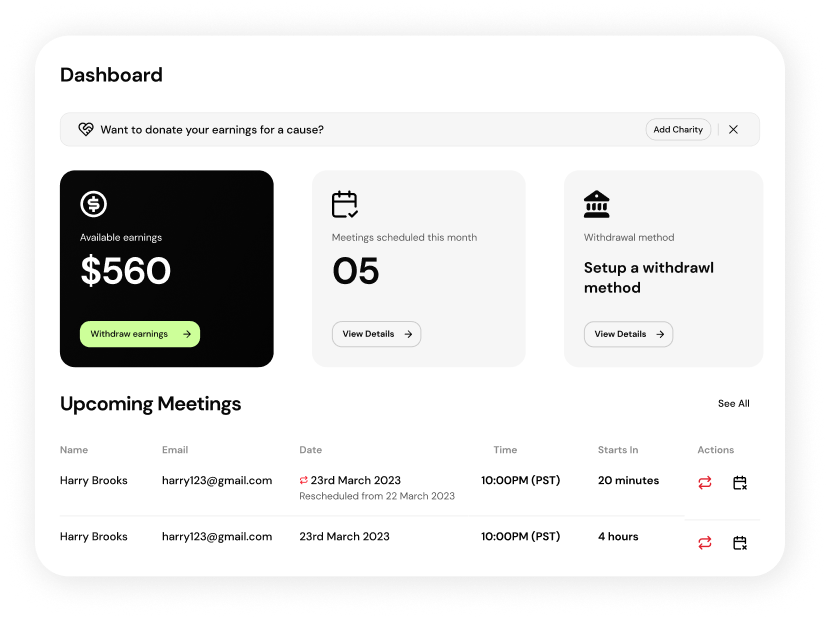 Dashboard
Want to donate your earnings for a cause? Add Charity
Available earnings
$560
Withdraw earnings
Meetings scheduled this month
05
View Details
Withdrawal method
Setup a withdrawl
method
View Details
Upcoming Meetings See All
Name Email Date Time Starts In Actions
Harry Brooks harry123@gmail.com 23rd March 2023 10:00PM (PST) 20 minutes
Rescheduled from 22 March 2023
Harry Brooks harry123@gmail.com 23rd March 2023 10:00PM (PST) 4 hours